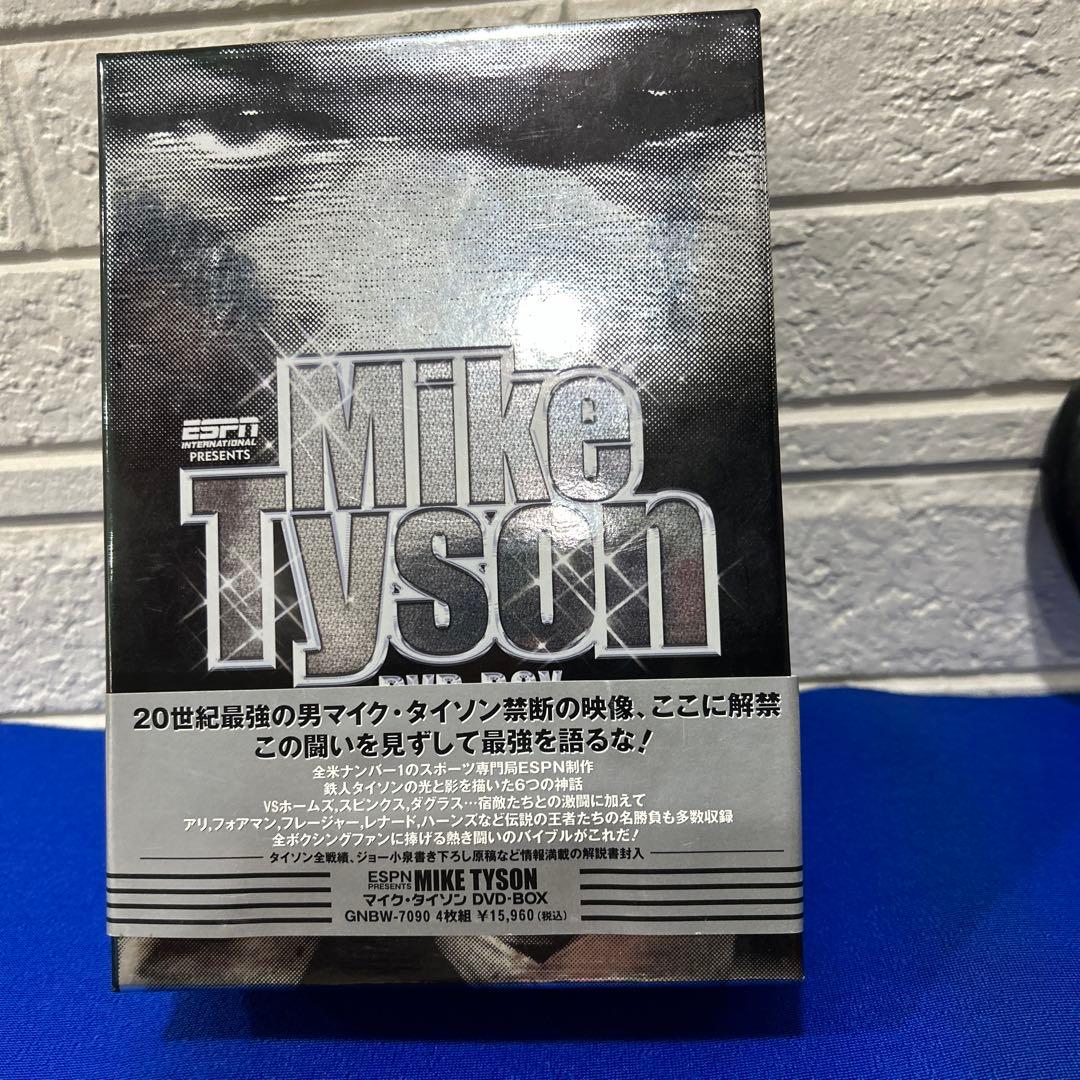 Mike
ESPN
INTERNATIONAL
PRESENTS
Tyson
DVD-BOX
20世紀最強の男マイク・タイソン禁断の映像、ここに解禁
この闘いを見ずして最強を語るな!
全米ナンバー1のスポーツ専門局ESPN制作
鉄人タイソンの光と影を描いた6つの神話
VSホームズ,スピンクス,ダグラス…宿敵たちとの激闘に加えて
アリ,フォアマン,フレージャー,レナード,ハーンズなど伝説の王者たちの名勝負も多数収録
全ボクシングファンに捧げる熱き闘いのバイブルがこれだ!
タイソン全戦績、ジョー小泉書き下ろし原稿など情報満載の解説書封入
ESPN PRESENTS MIKE TYSON
マイク・タイソン DVD-BOX
GNBW-7090 4枚組 ¥15,960(税込)